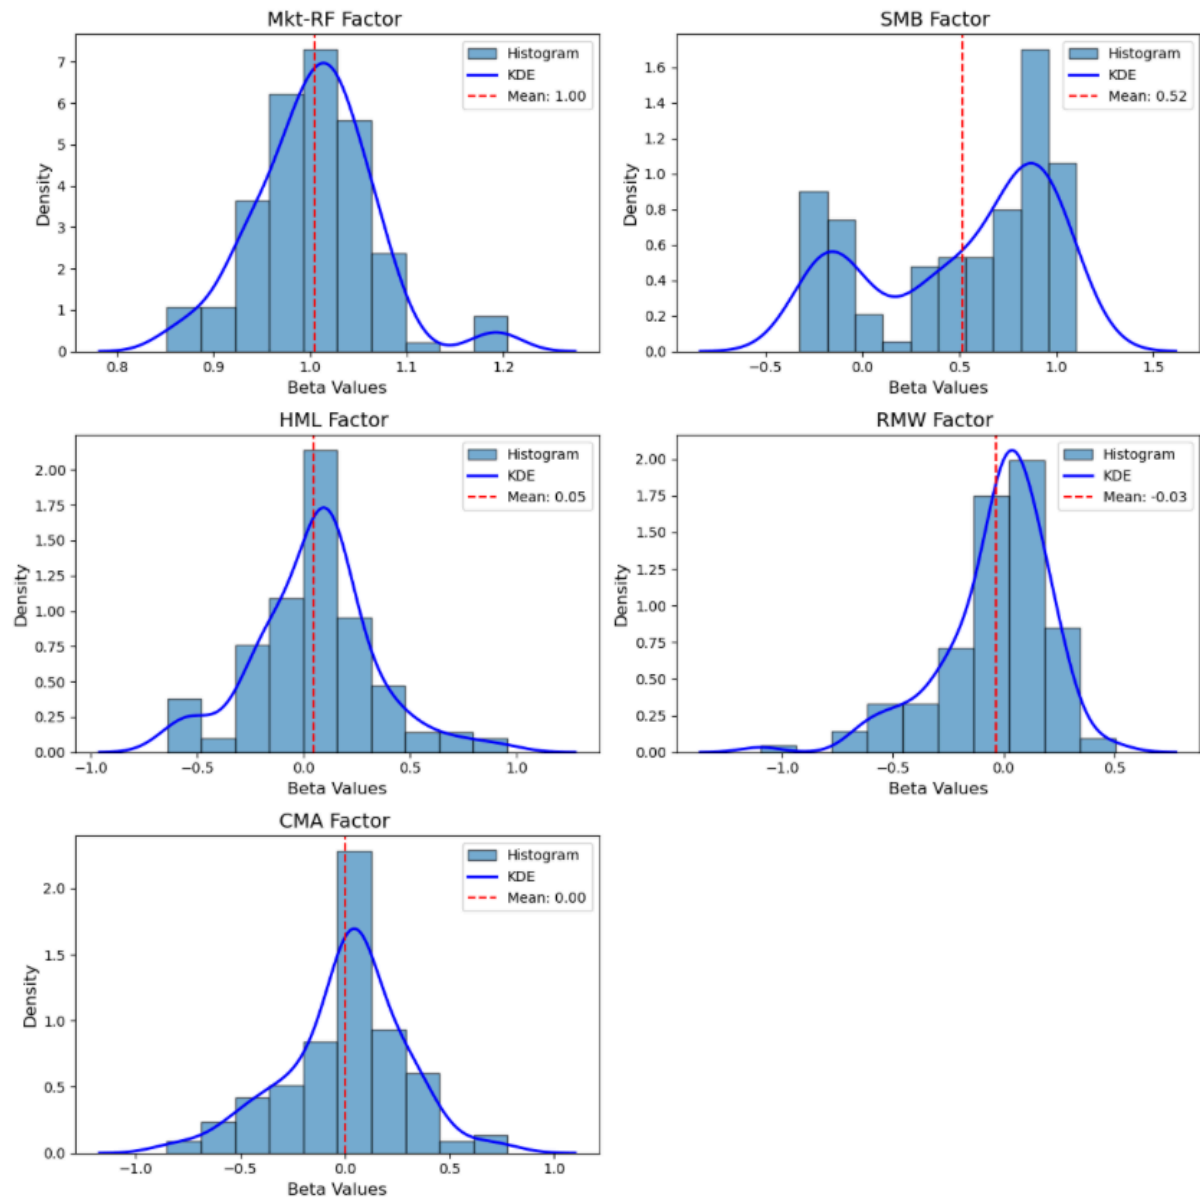 Mkt-RF Factor
Density
7
6
5
4
3
2
1
0
0.8 0.9 1.0 1.1 1.2
Beta Values
Histogram
KDE
Mean: 1.00
SMB Factor
Density
1.6
1.4
1.2
1.0
0.8
0.6
0.4
0.2
0.0
−0.5 0.0 0.5 1.0 1.5
Beta Values
Histogram
KDE
Mean: 0.52
HML Factor
Density
2.00
1.75
1.50
1.25
1.00
0.75
0.50
0.25
0.00
−1.0 −0.5 0.0 0.5 1.0
Beta Values
Histogram
KDE
Mean: 0.05
RMW Factor
Density
2.00
1.75
1.50
1.25
1.00
0.75
0.50
0.25
0.00
−1.0 −0.5 0.0 0.5
Beta Values
Histogram
KDE
Mean: -0.03
CMA Factor
Density
2.0
1.5
1.0
0.5
0.0
−1.0 −0.5 0.0 0.5 1.0
Beta Values
Histogram
KDE
Mean: 0.00